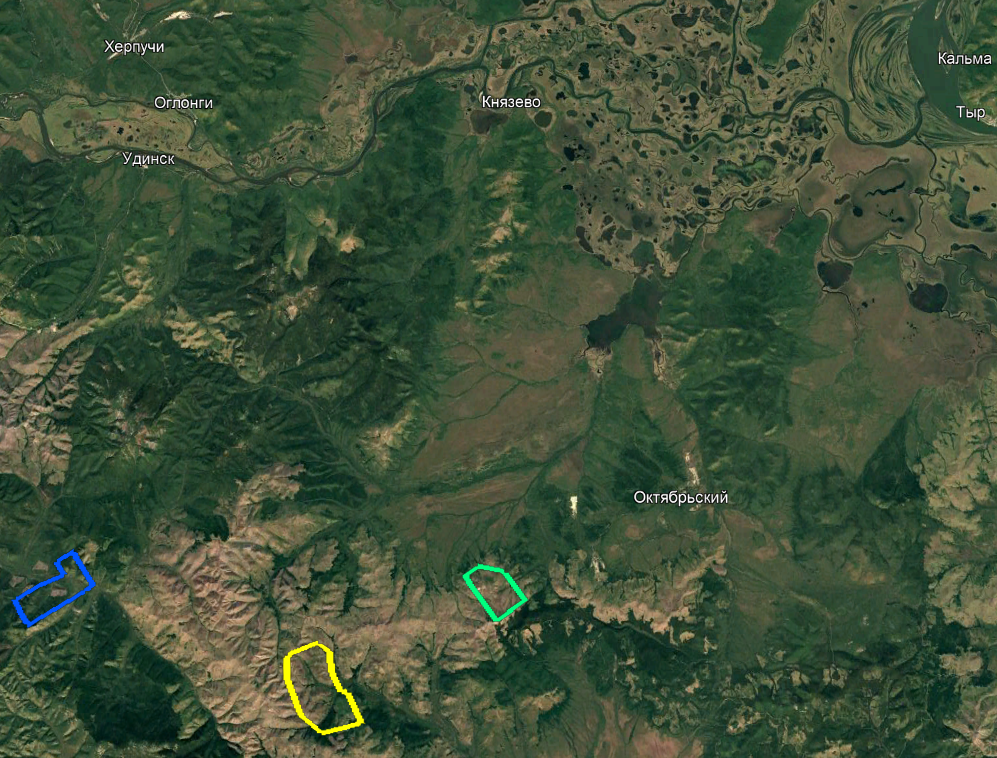 Херпучи
Кальма
Оглонги
Князево
Тыр
Удинск
Октябрьский